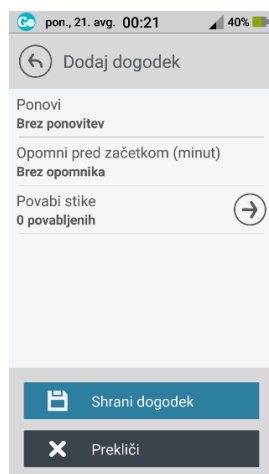 Go pon., 21. avg. 00:21 40%
Dodaj dogodek
Ponovi
Brez ponovitev
Opomni pred začetkom (minut)
Brez opomnika
Povabi stike
0 povabljenih
Shrani dogodek
Prekliči